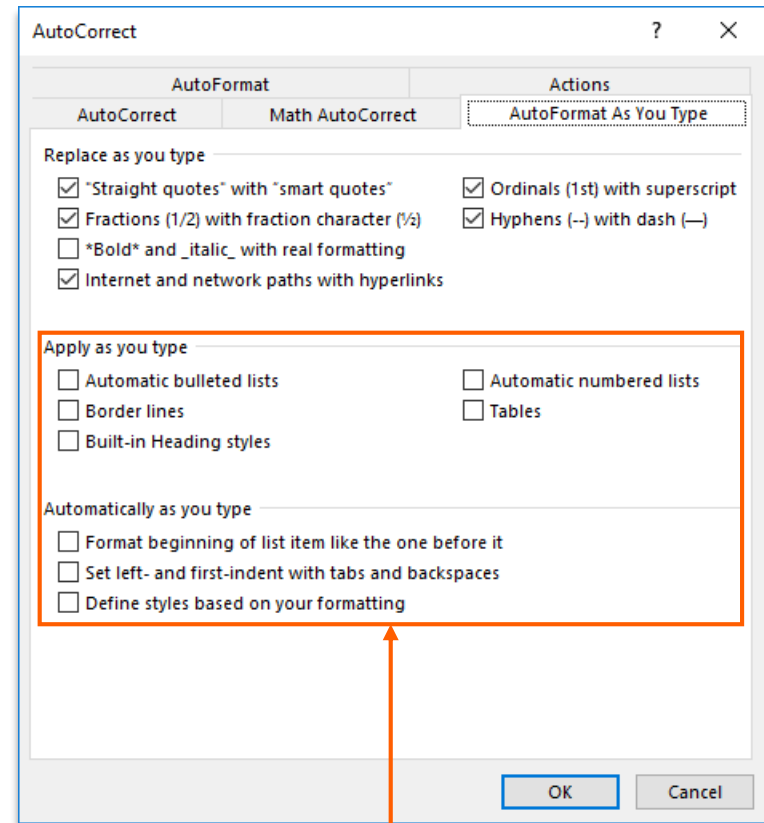 AutoCorrect ? ×
AutoFormat Actions
AutoCorrect Math AutoCorrect AutoFormat As You Type
Replace as you type
"Straight quotes" with “smart quotes” Ordinals (1st) with superscript
Fractions (1/2) with fraction character (½) Hyphens (--) with dash (—)
*Bold* and _italic_ with real formatting
Internet and network paths with hyperlinks
Apply as you type
Automatic bulleted lists Automatic numbered lists
Border lines Tables
Built-in Heading styles
Automatically as you type
Format beginning of list item like the one before it
Set left- and first-indent with tabs and backspaces
Define styles based on your formatting
OK Cancel